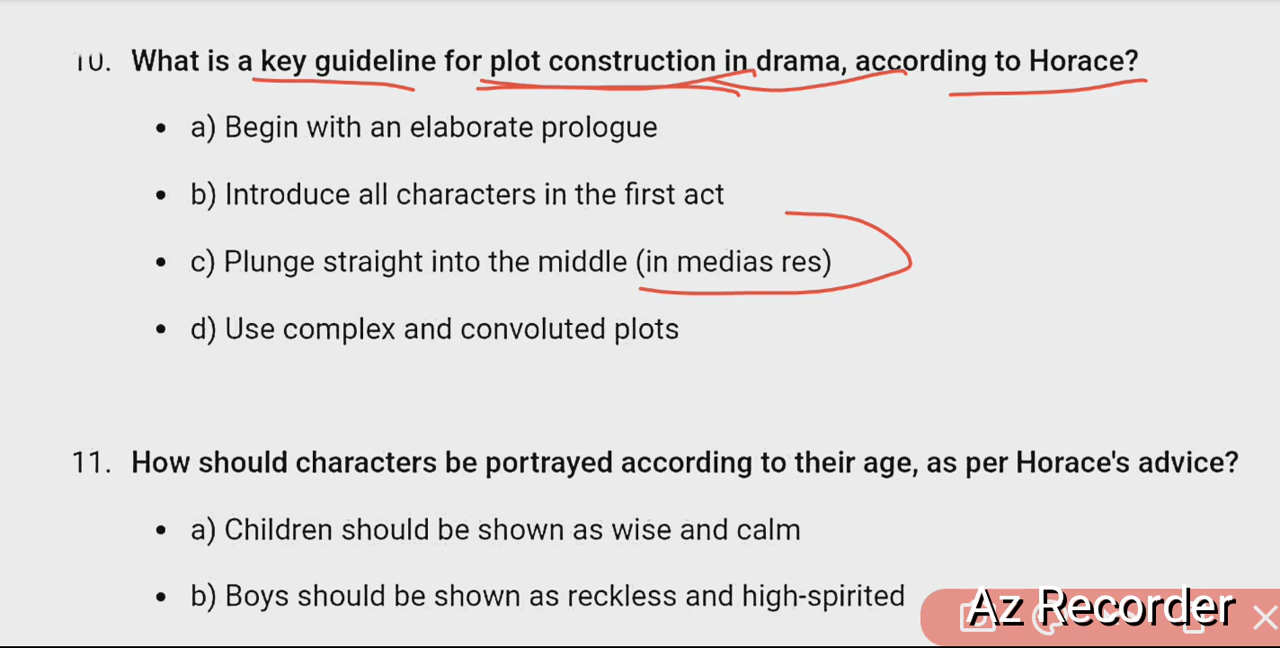 10. What is a key guideline for plot construction in drama, according to Horace?
• a) Begin with an elaborate prologue
• b) Introduce all characters in the first act
• c) Plunge straight into the middle (in medias res)
• d) Use complex and convoluted plots
11. How should characters be portrayed according to their age, as per Horace's advice?
• a) Children should be shown as wise and calm
• b) Boys should be shown as reckless and high-spirited
Az Recorder